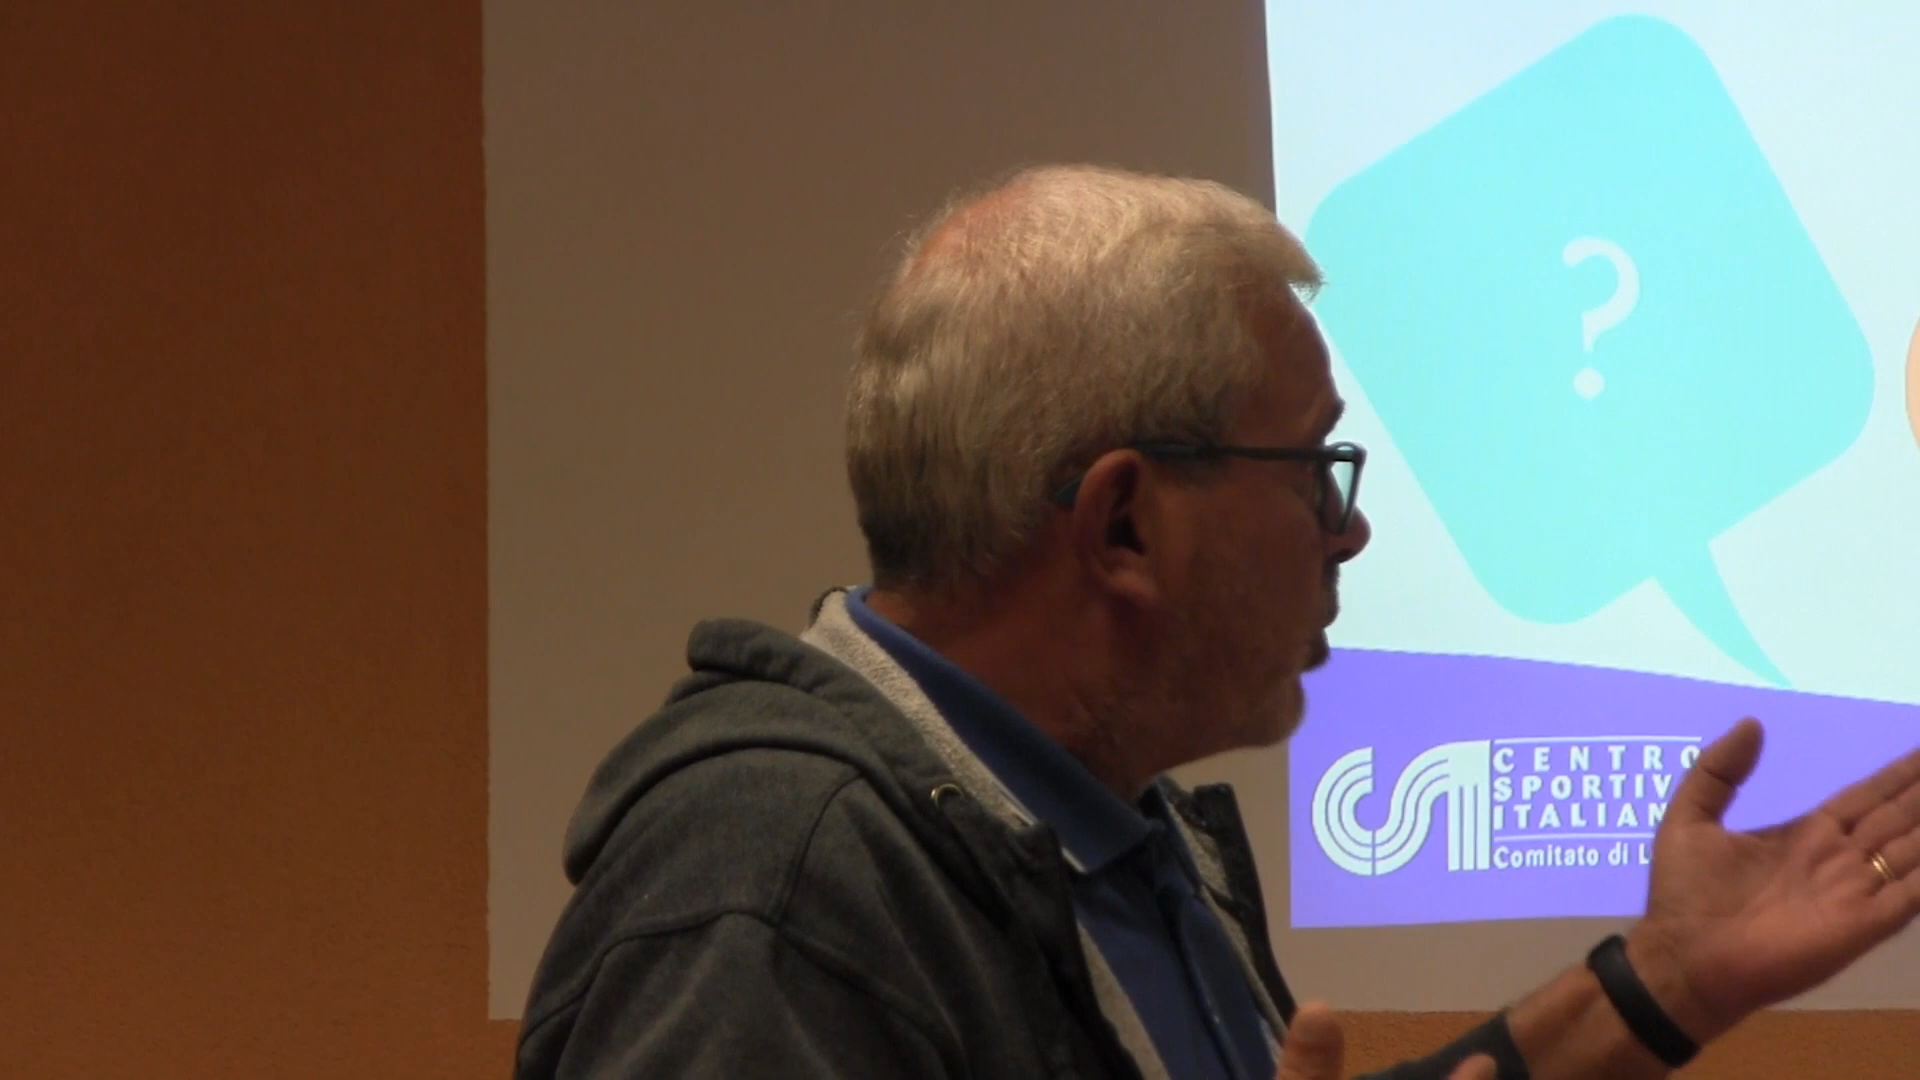 ?
CENTRO
SPORTIV
ITALIAN
Comitato di L